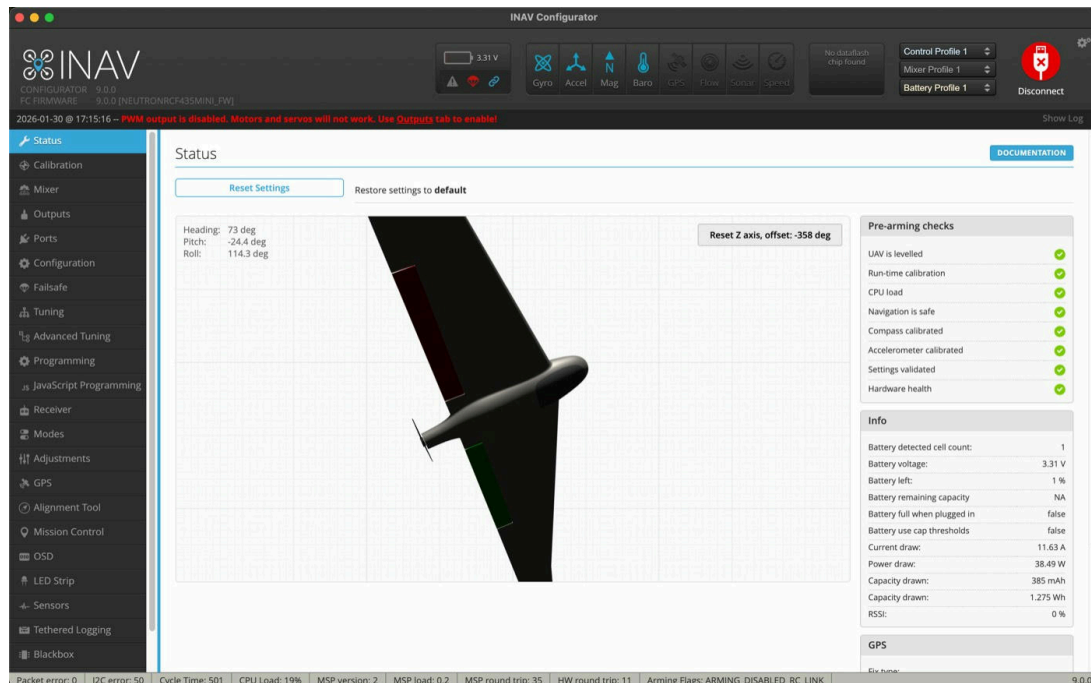 INAV Configurator
INAV
CONFIGURATOR 9.0.0
FC FIRMWARE 9.0.0 [NEUTRONRCF435MINI_FW]
3.31 V
Gyro Accel Mag Baro GPS Flow Sonar Speed
No dataflash
chip found
Control Profile 1
Mixer Profile 1
Battery Profile 1
Disconnect
2026-01-30 @ 17:15:16 -- PWM output is disabled. Motors and servos will not work. Use Outputs tab to enable!
Show Log
Status
Calibration
Mixer
Outputs
Ports
Configuration
Failsafe
Tuning
Advanced Tuning
Programming
JS JavaScript Programming
Receiver
Modes
Adjustments
GPS
Alignment Tool
Mission Control
OSD
LED Strip
Sensors
Tethered Logging
Blackbox
Status
DOCUMENTATION
Reset Settings
Restore settings to default
Heading: 73 deg
Pitch: -24.4 deg
Roll: 114.3 deg
Reset Z axis, offset: -358 deg
Pre-arming checks
UAV is levelled
Run-time calibration
CPU load
Navigation is safe
Compass calibrated
Accelerometer calibrated
Settings validated
Hardware health
Info
Battery detected cell count: 1
Battery voltage: 3.31 V
Battery left: 1 %
Battery remaining capacity NA
Battery full when plugged in false
Battery use cap thresholds false
Current draw: 11.63 A
Power draw: 38.49 W
Capacity drawn: 385 mAh
Capacity drawn: 1.275 Wh
RSSI: 0 %
GPS
Fix type:
Packet error: 0 I2C error: 50 Cycle Time: 501 CPU Load: 19% MSP version: 2 MSP load: 0.2 MSP round trip: 35 HW round trip: 11 Arming Flags: ARMING_DISABLED_RC_LINK